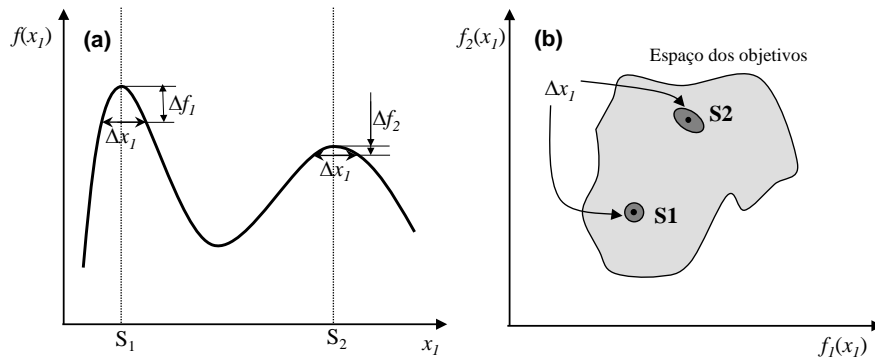 f(x₁)
(a)
Δf₁
Δx₁
Δf₂
Δx₁
S₁
S₂
x₁
f₂(x₁)
(b)
Espaço dos objetivos
Δx₁
S2
S1
f₁(x₁)